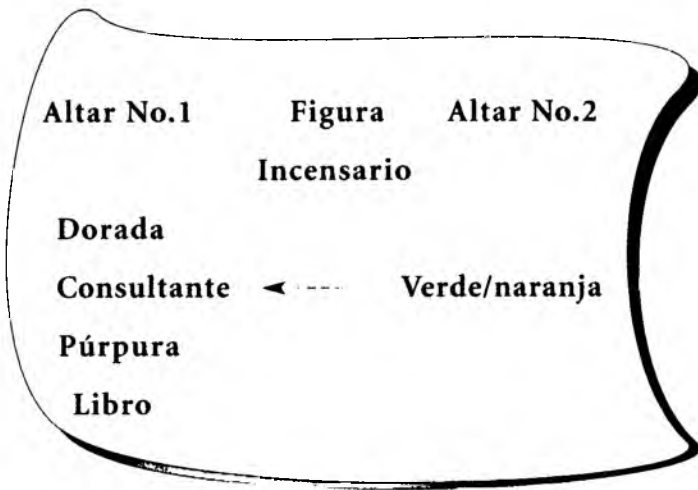 Altar No.1 Figura Altar No.2
Incensario
Dorada
Consultante Verde/naranja
Púrpura
Libro